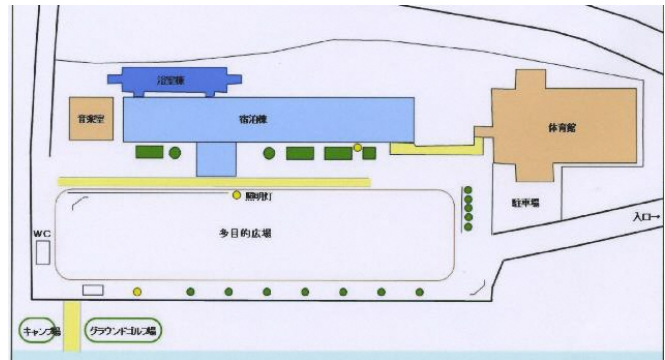 浴室棟
音楽室
宿泊棟
体育館
照明灯
駐車場
入口→
多目的広場
WC
キャンプ場
グラウンドゴルフ場